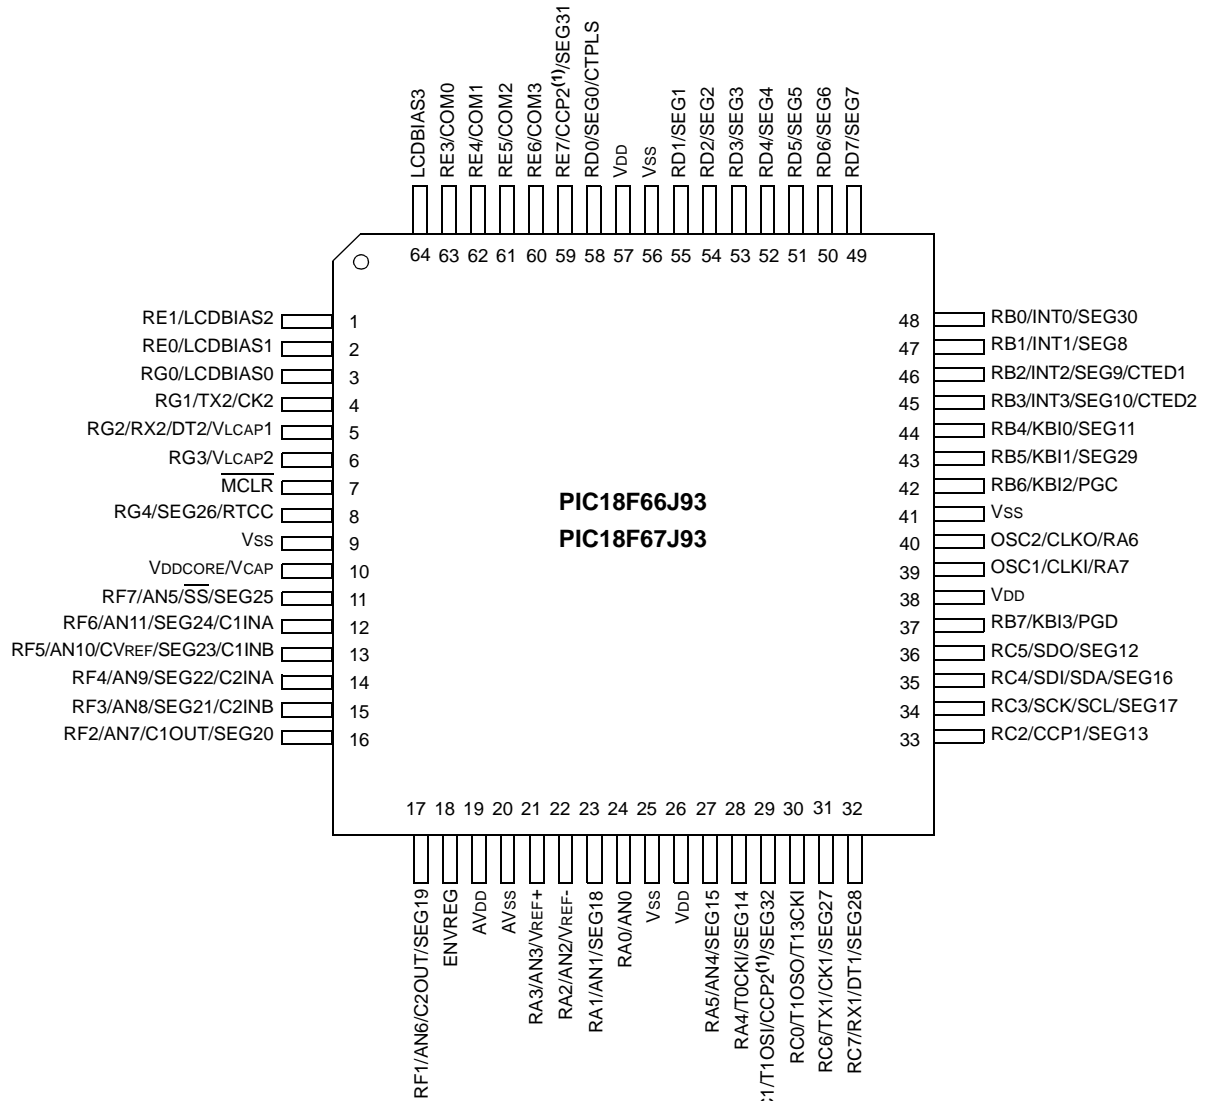 LCDBIAS3
RE3/COM0
RE4/COM1
RE5/COM2
RE6/COM3
RE7/CCP2(1)/SEG31
RD0/SEG0/CTPLS
VDD
VSS
RD1/SEG1
RD2/SEG2
RD3/SEG3
RD4/SEG4
RD5/SEG5
RD6/SEG6
RD7/SEG7
64 63 62 61 60 59 58 57 56 55 54 53 52 51 50 49
RE1/LCDBIAS2 1
RE0/LCDBIAS1 2
RG0/LCDBIAS0 3
RG1/TX2/CK2 4
RG2/RX2/DT2/VLCAP1 5
RG3/VLCAP2 6
MCLR 7
RG4/SEG26/RTCC 8
VSS 9
VDDCORE/VCAP 10
RF7/AN5/SS/SEG25 11
RF6/AN11/SEG24/C1INA 12
RF5/AN10/CVREF/SEG23/C1INB 13
RF4/AN9/SEG22/C2INA 14
RF3/AN8/SEG21/C2INB 15
RF2/AN7/C1OUT/SEG20 16
PIC18F66J93
PIC18F67J93
48 RB0/INT0/SEG30
47 RB1/INT1/SEG8
46 RB2/INT2/SEG9/CTED1
45 RB3/INT3/SEG10/CTED2
44 RB4/KBI0/SEG11
43 RB5/KBI1/SEG29
42 RB6/KBI2/PGC
41 VSS
40 OSC2/CLKO/RA6
39 OSC1/CLKI/RA7
38 VDD
37 RB7/KBI3/PGD
36 RC5/SDO/SEG12
35 RC4/SDI/SDA/SEG16
34 RC3/SCK/SCL/SEG17
33 RC2/CCP1/SEG13
17 18 19 20 21 22 23 24 25 26 27 28 29 30 31 32
RF1/AN6/C2OUT/SEG19
ENVREG
AVDD
AVSS
RA3/AN3/VREF+
RA2/AN2/VREF-
RA1/AN1/SEG18
RA0/AN0
VSS
VDD
RA5/AN4/SEG15
RA4/T0CKI/SEG14
C1/T1OSI/CCP2(1)/SEG32
RC0/T1OSO/T13CKI
RC6/TX1/CK1/SEG27
RC7/RX1/DT1/SEG28